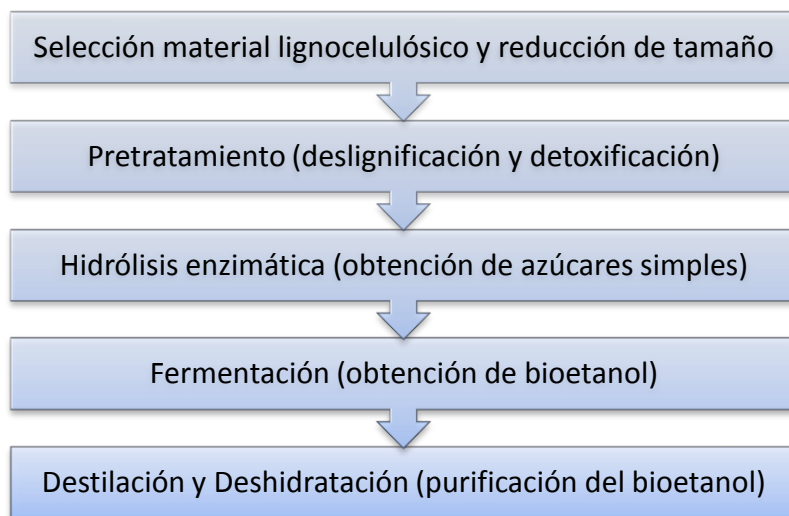 Selección material lignocelulósico y reducción de tamaño
Pretratamiento (deslignificación y detoxificación)
Hidrólisis enzimática (obtención de azúcares simples)
Fermentación (obtención de bioetanol)
Destilación y Deshidratación (purificación del bioetanol)